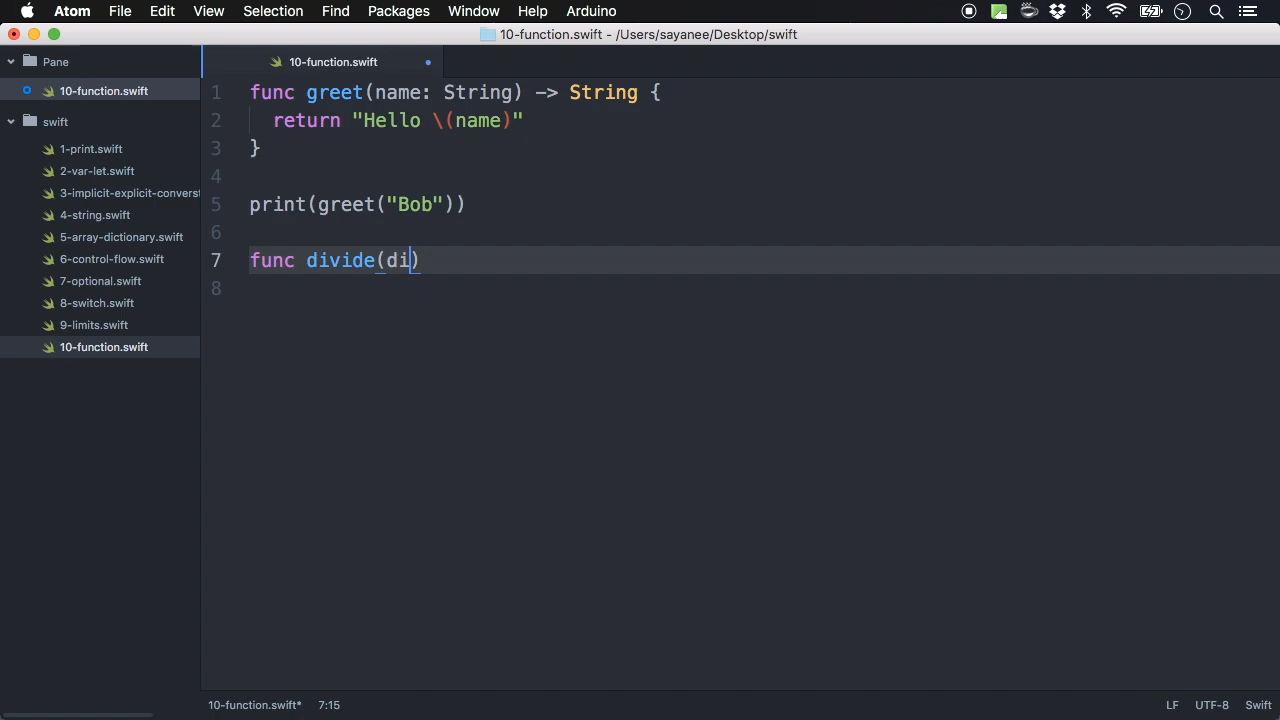 Atom File Edit View Selection Find Packages Window Help Arduino
10-function.swift - /Users/sayanee/Desktop/swift
Pane
10-function.swift
swift
1-print.swift
2-var-let.swift
3-implicit-explicit-convers
4-string.swift
5-array-dictionary.swift
6-control-flow.swift
7-optional.swift
8-switch.swift
9-limits.swift
10-function.swift
10-function.swift
1 func greet(name: String) -> String {
2 return "Hello \(name)"
3 }
4
5 print(greet("Bob"))
6
7 func divide(di)
8
10-function.swift* 7:15 LF UTF-8 Swift